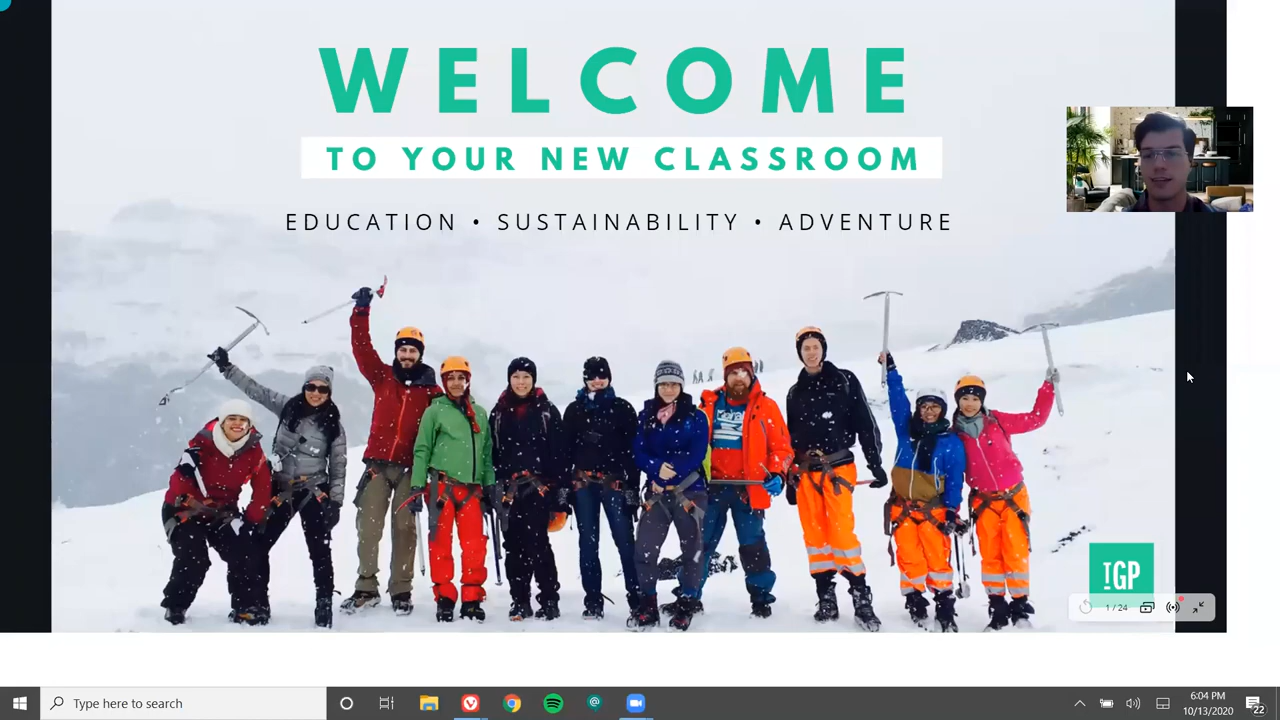 WELCOME
TO YOUR NEW CLASSROOM
EDUCATION • SUSTAINABILITY • ADVENTURE
TGP
1 / 24
Type here to search
6:04 PM
10/13/2020
22